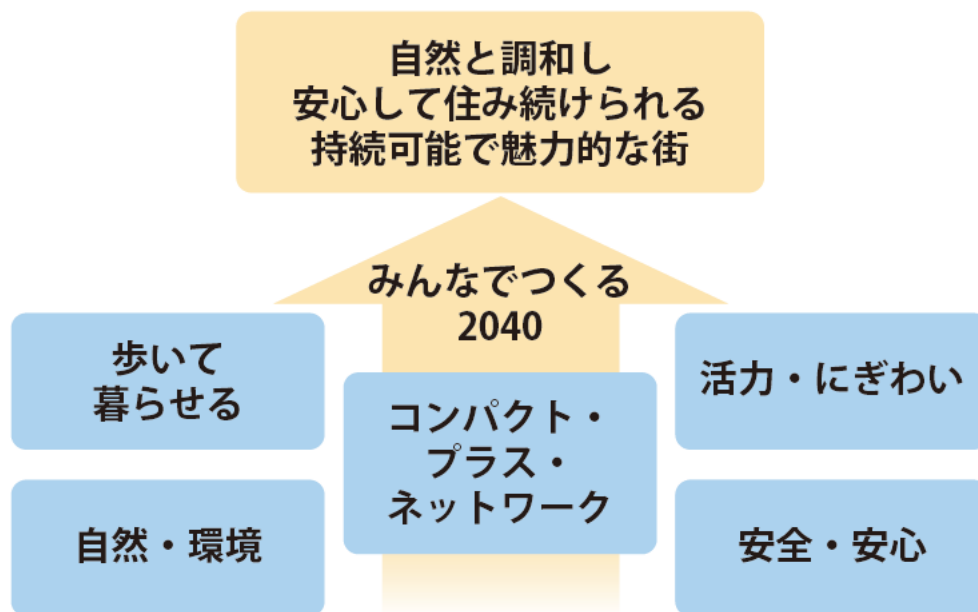 自然と調和し
安心して住み続けられる
持続可能で魅力的な街
みんなでつくる
2040
歩いて
暮らせる
コンパクト・
プラス・
ネットワーク
活力・にぎわい
自然・環境
安全・安心